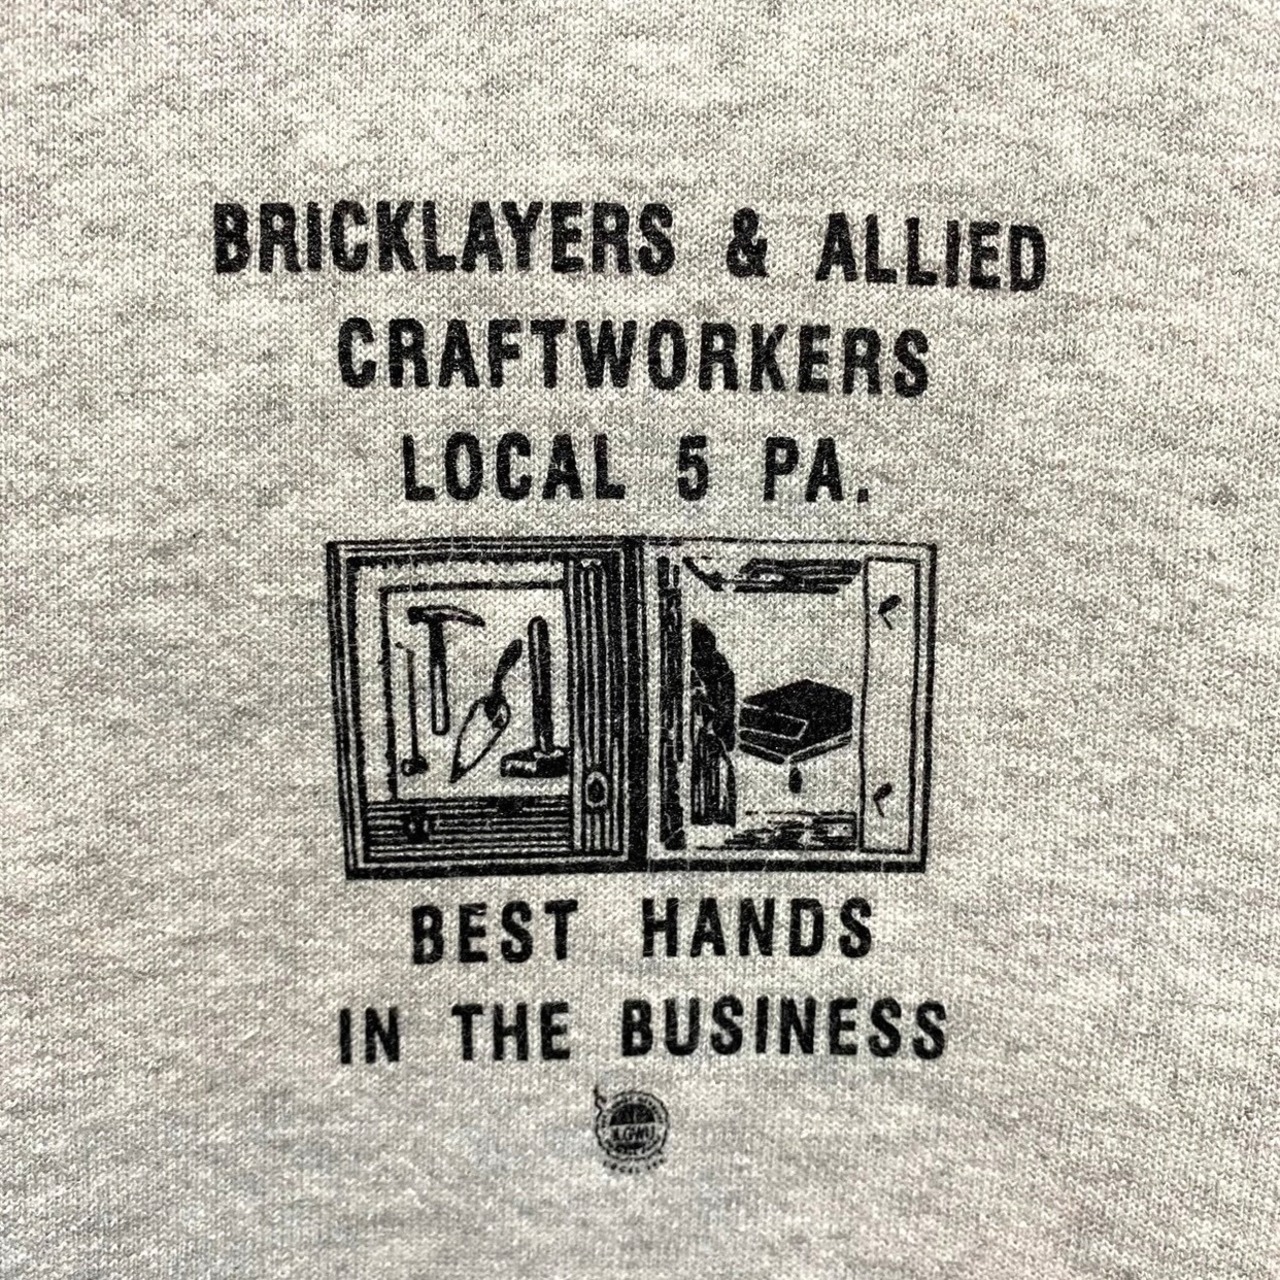 BRICKLAYERS & ALLIED
CRAFTWORKERS
LOCAL 5 PA.
BEST HANDS
IN THE BUSINESS